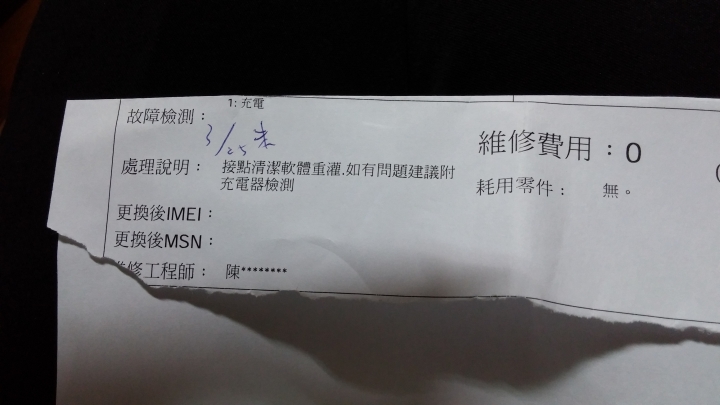 1: 充電
故障檢測：
3/25
維修費用：0
處理說明： 接點清潔軟體重灌.如有問題建議附
充電器檢測
耗用零件： 無。
更換後IMEI：
更換後MSN：
修工程師： 陳********